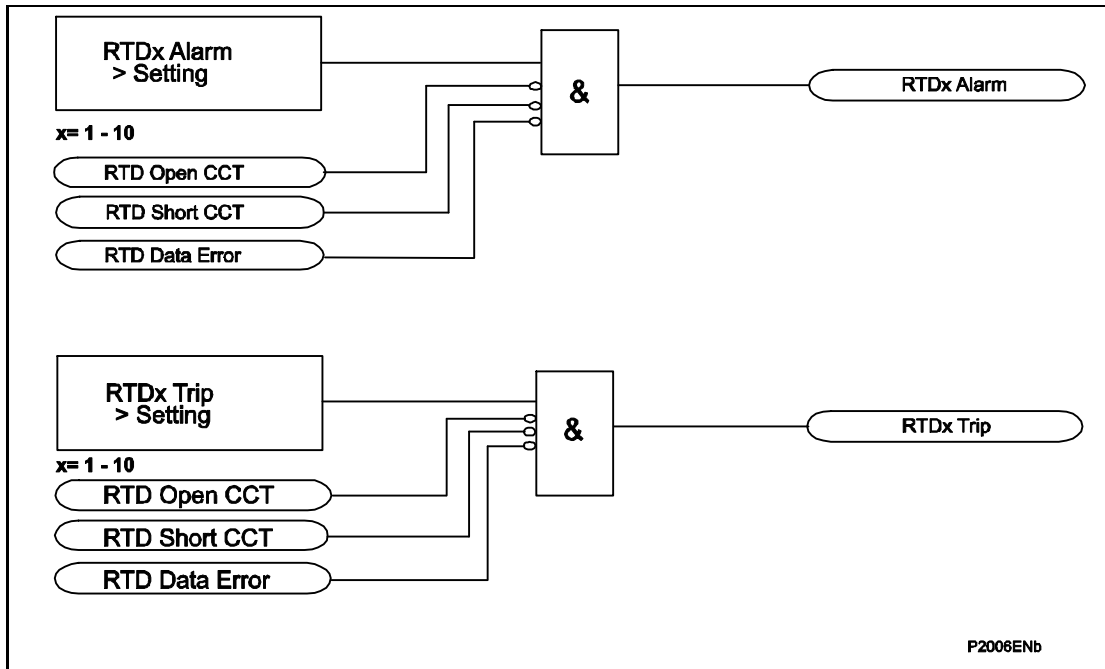 RTDx Alarm
> Setting
&
RTDx Alarm
x= 1 - 10
RTD Open CCT
RTD Short CCT
RTD Data Error
RTDx Trip
> Setting
&
RTDx Trip
x= 1 - 10
RTD Open CCT
RTD Short CCT
RTD Data Error
P2006ENb